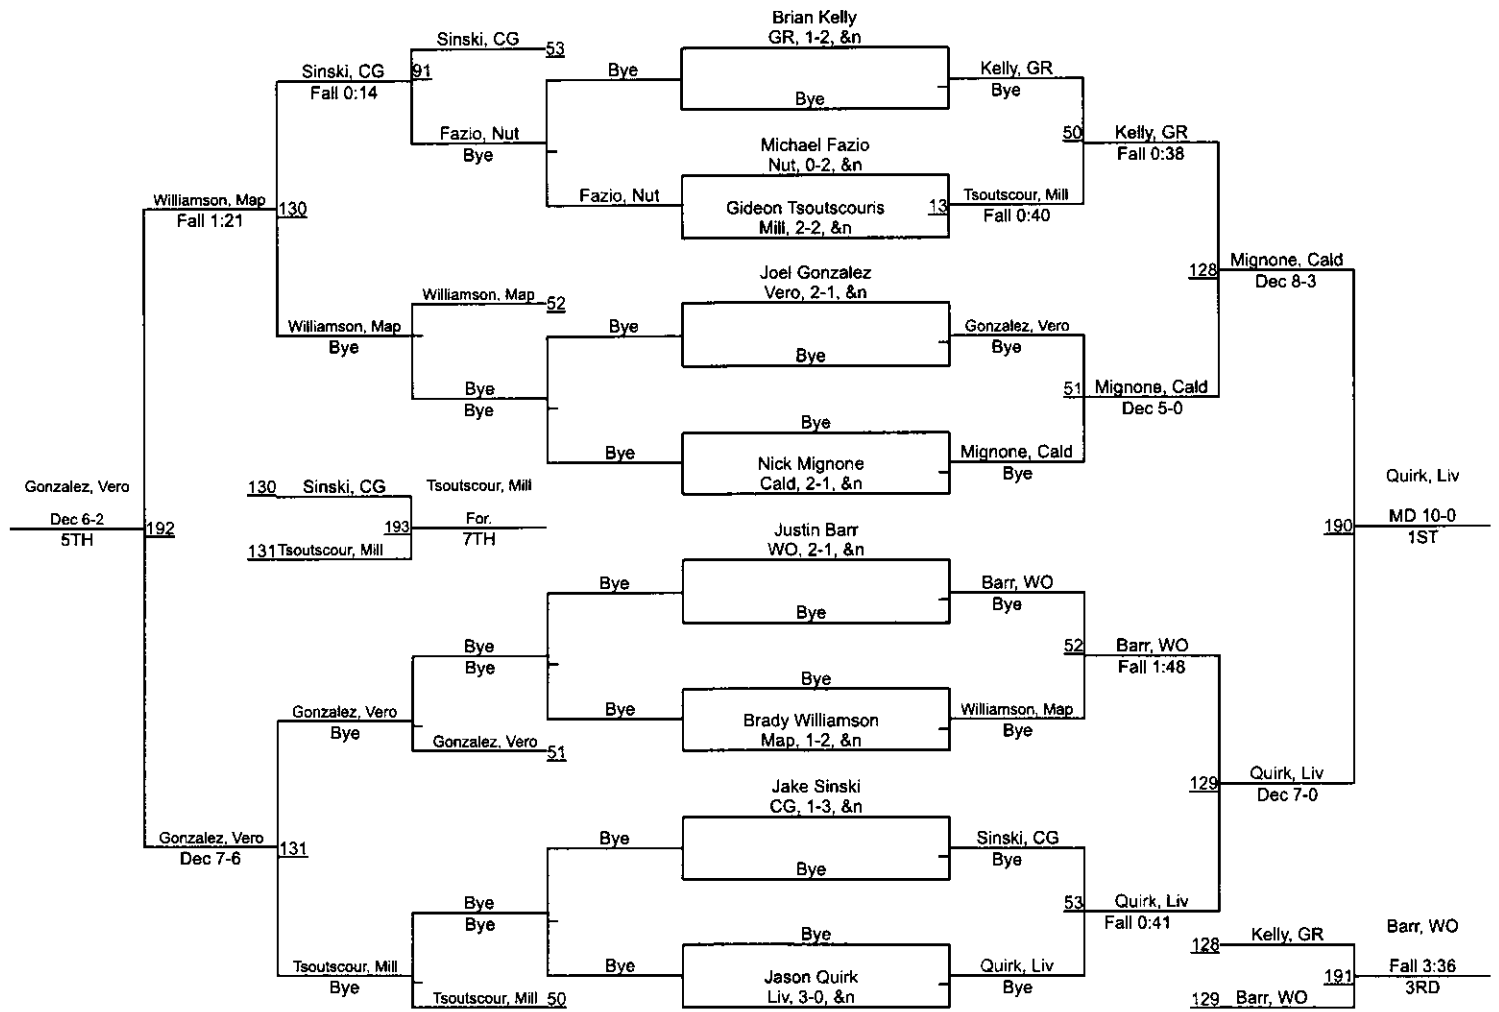 Brian Kelly
GR, 1-2, &n
Sinski, CG
53
Sinski, CG
91
Fall 0:14
Bye
Bye
Kelly, GR
Bye
Fazio, Nut
Bye
50
Kelly, GR
Fall 0:38
Michael Fazio
Nut, 0-2, &n
Fazio, Nut
Gideon Tsoutscouris
Mill, 2-2, &n
13
Tsoutscour, Mill
Fall 0:40
Williamson, Map
Fall 1:21
130
128
Mignone, Cald
Dec 8-3
Joel Gonzalez
Vero, 2-1, &n
Williamson, Map
52
Williamson, Map
Bye
Bye
Bye
Gonzalez, Vero
Bye
Bye
Bye
51
Mignone, Cald
Dec 5-0
Bye
Bye
Nick Mignone
Cald, 2-1, &n
Mignone, Cald
Bye
Gonzalez, Vero
Dec 6-2
5TH
192
130
Sinski, CG
Tsoutscour, Mill
193
For.
7TH
131
Tsoutscour, Mill
Quirk, Liv
190
MD 10-0
1ST
Justin Barr
WO, 2-1, &n
Bye
Bye
Barr, WO
Bye
Bye
Bye
52
Barr, WO
Fall 1:48
Bye
Bye
Brady Williamson
Map, 1-2, &n
Williamson, Map
Bye
Gonzalez, Vero
Bye
Gonzalez, Vero
51
129
Quirk, Liv
Dec 7-0
Jake Sinski
CG, 1-3, &n
Gonzalez, Vero
Dec 7-6
131
Bye
Bye
Sinski, CG
Bye
Bye
Bye
53
Quirk, Liv
Fall 0:41
Bye
Bye
Jason Quirk
Liv, 3-0, &n
Quirk, Liv
Bye
Tsoutscour, Mill
Bye
Tsoutscour, Mill
50
128
Kelly, GR
Barr, WO
191
Fall 3:36
3RD
129
Barr, WO